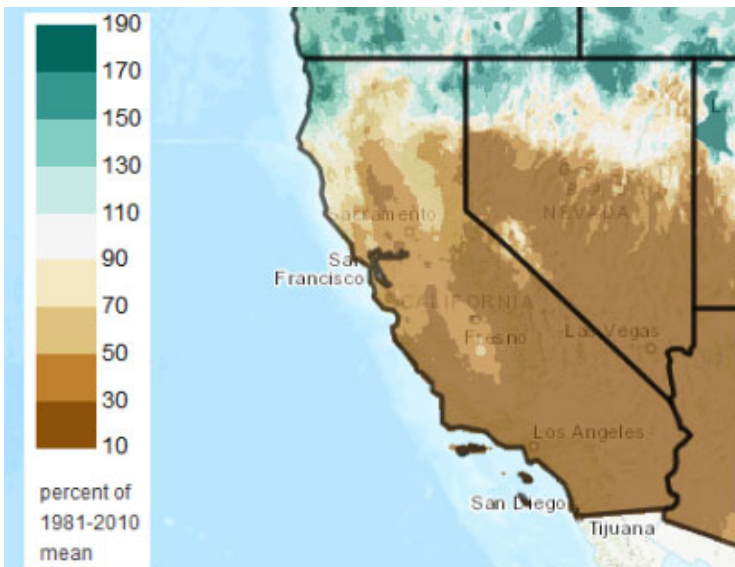 190
170
150
130
110
90
70
50
30
10
percent of
1981-2010
mean
Sacramento
NEVADA
San
Francisco
CALIFORNIA
Fresno
Las Vegas
Los Angeles
San Diego
Tijuana